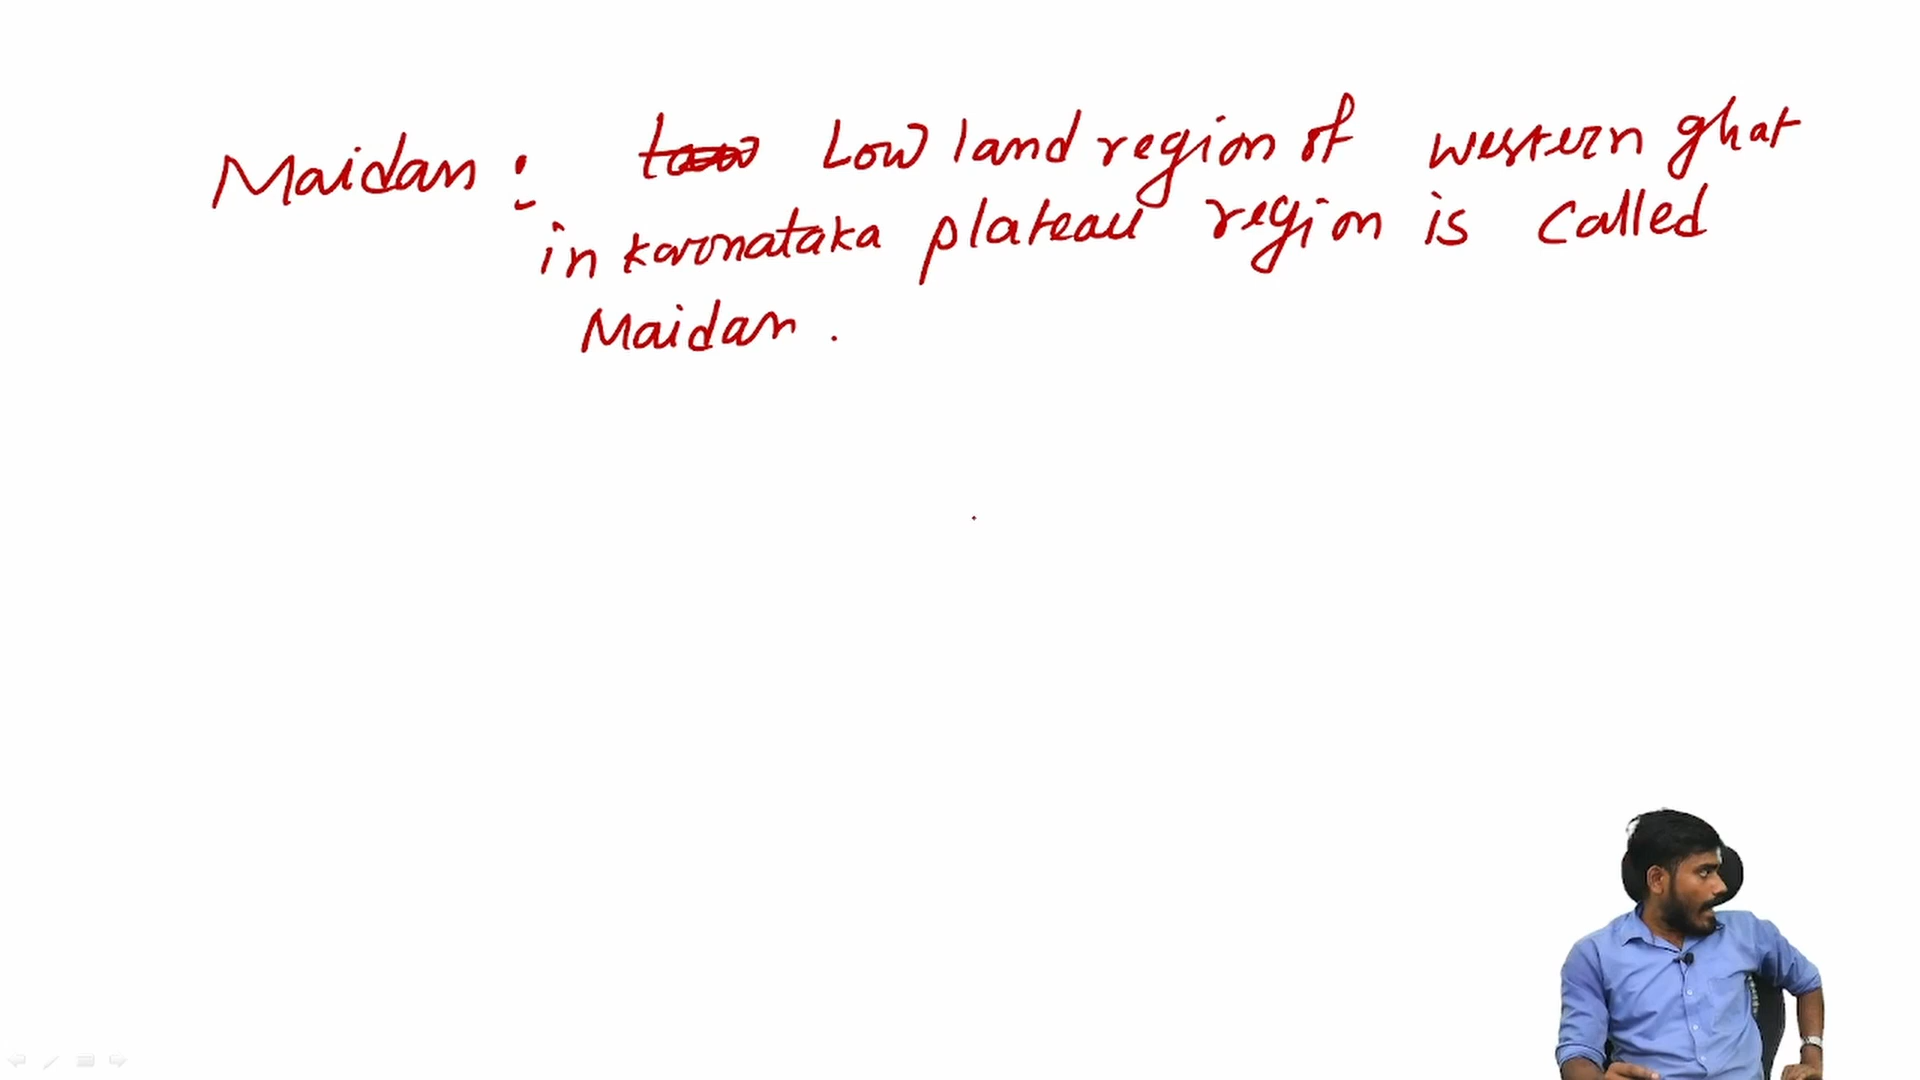 Maidan : Low land region of western ghat
in karnataka plateau region is called
Maidan .